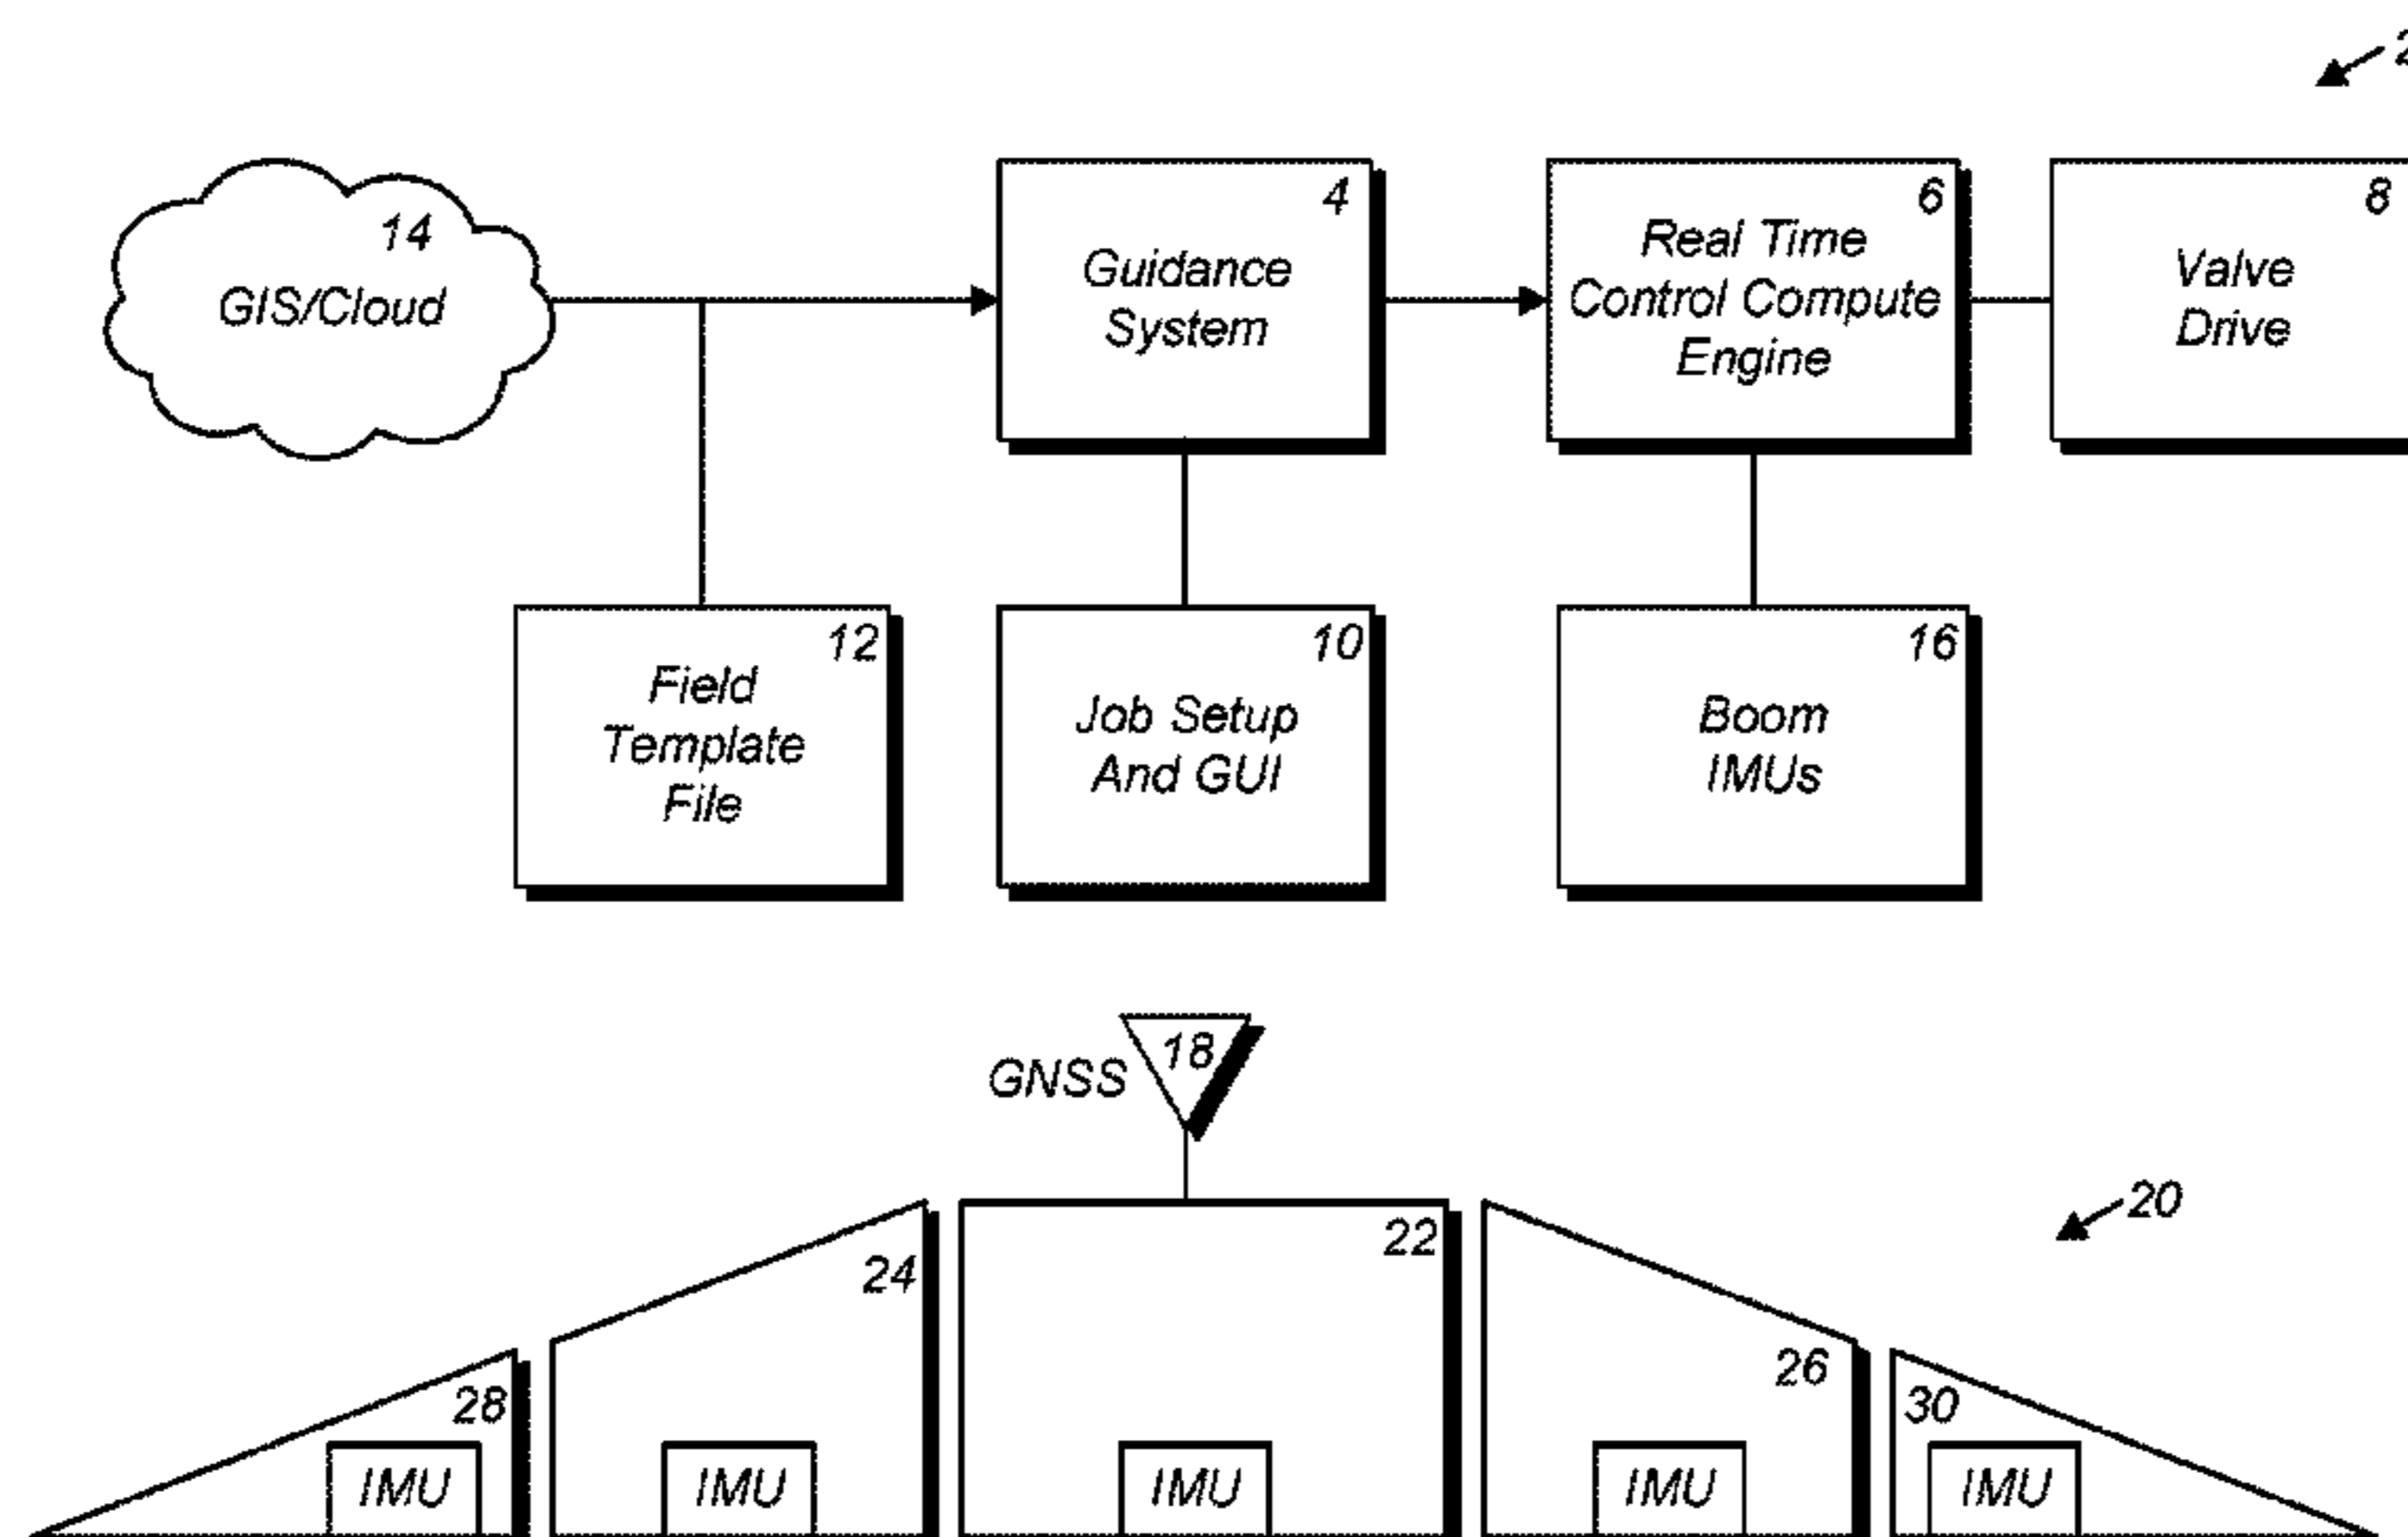 2
14
GIS/Cloud
4
Guidance
System
6
Real Time
Control Compute
Engine
8
Valve
Drive
12
Field
Template
File
10
Job Setup
And GUI
16
Boom
IMUs
GNSS
18
20
22
24
26
28
30
IMU
IMU
IMU
IMU
IMU